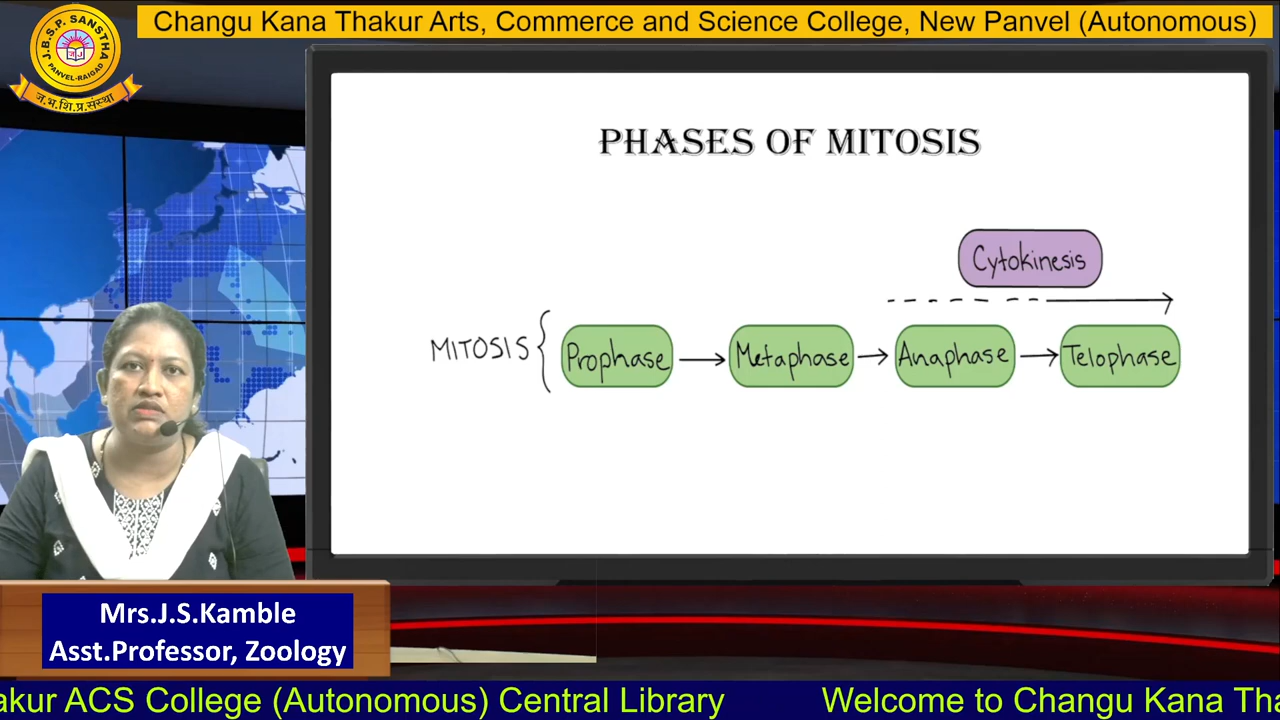 Changu Kana Thakur Arts, Commerce and Science College, New Panvel (Autonomous)
J.B.S.P. SANSTHA
PANVEL-RAIGAD
ज.भ.शि.प्र.संस्था
PHASES OF MITOSIS
Cytokinesis
MITOSIS
Prophase Metaphase Anaphase Telophase
Mrs.J.S.Kamble
Asst.Professor, Zoology
akur ACS College (Autonomous) Central Library Welcome to Changu Kana Tha